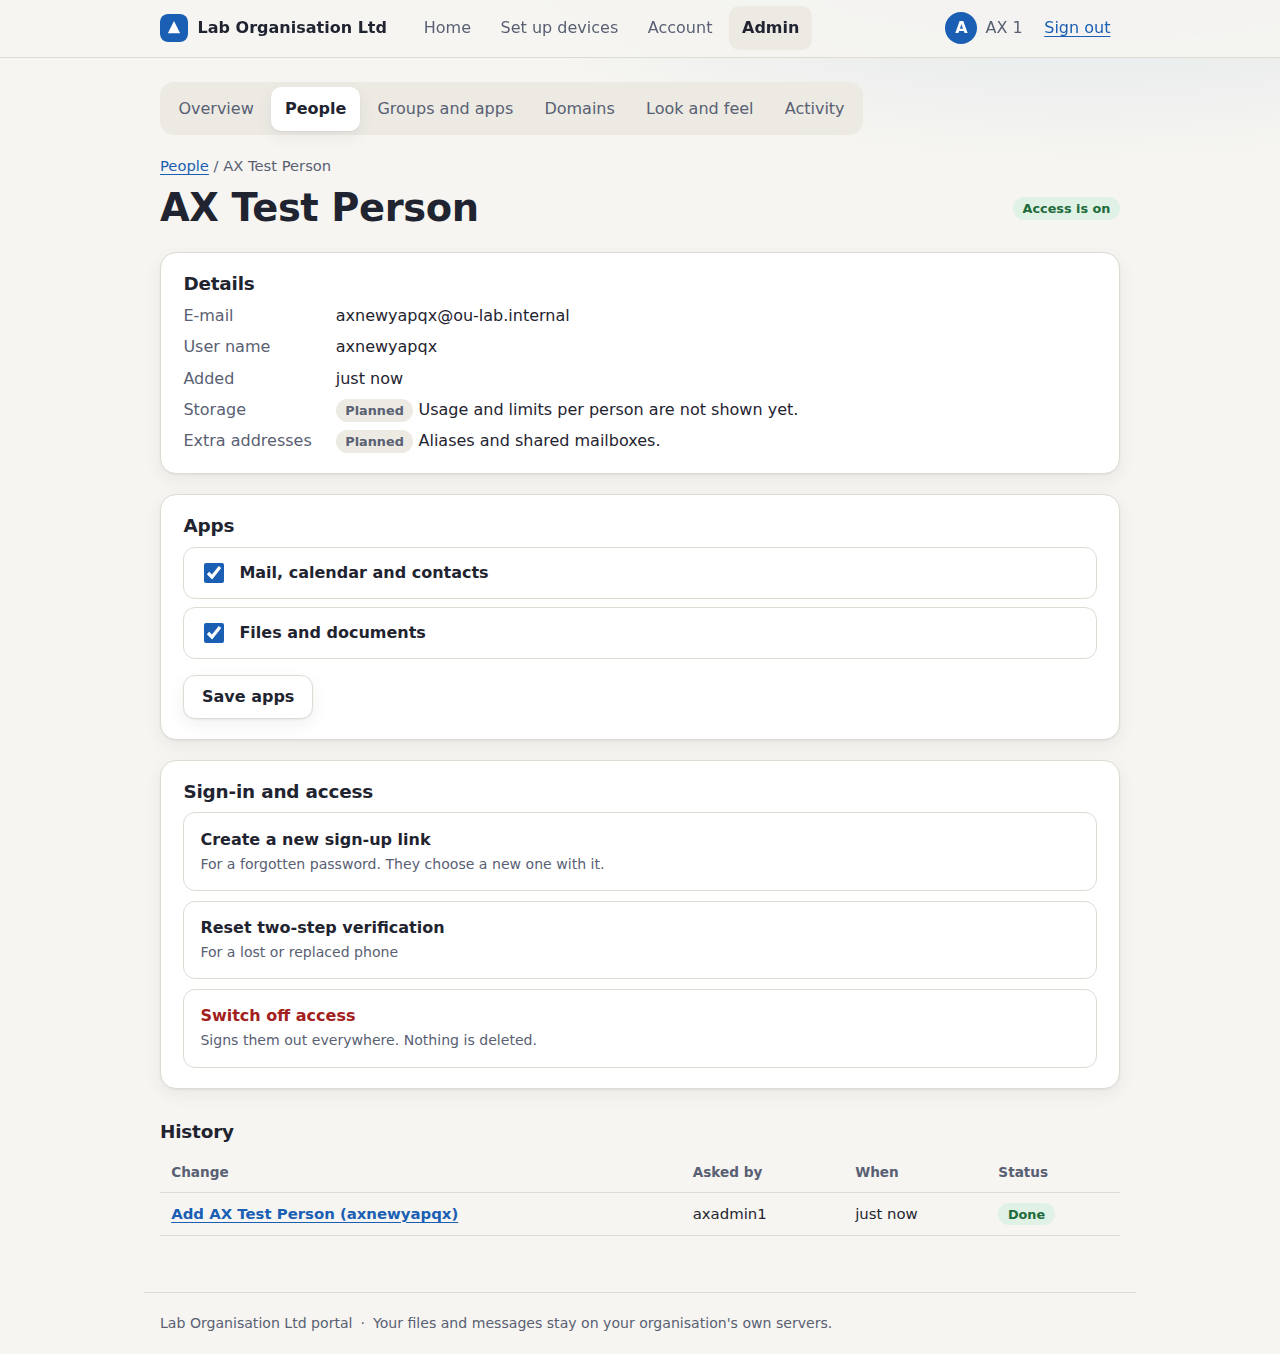 Lab Organisation Ltd Home Set up devices Account Admin A AX 1 Sign out
Overview People Groups and apps Domains Look and feel Activity
People / AX Test Person
AX Test Person Access is on
Details
E-mail axnewyapqx@ou-lab.internal
User name axnewyapqx
Added just now
Storage Planned Usage and limits per person are not shown yet.
Extra addresses Planned Aliases and shared mailboxes.
Apps
Mail, calendar and contacts
Files and documents
Save apps
Sign-in and access
Create a new sign-up link
For a forgotten password. They choose a new one with it.
Reset two-step verification
For a lost or replaced phone
Switch off access
Signs them out everywhere. Nothing is deleted.
History
Change Asked by When Status
Add AX Test Person (axnewyapqx) axadmin1 just now Done
Lab Organisation Ltd portal · Your files and messages stay on your organisation's own servers.